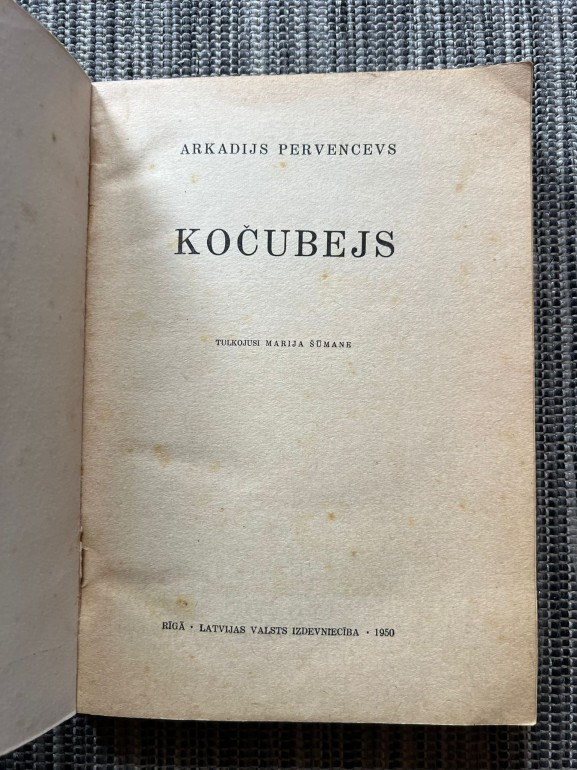 ARKADIJS PERVENCEVS
KOČUBEJS
TULKOJUSI MARIJA ŠŪMANE
RĪGĀ • LATVIJAS VALSTS IZDEVNIECĪBA • 1950